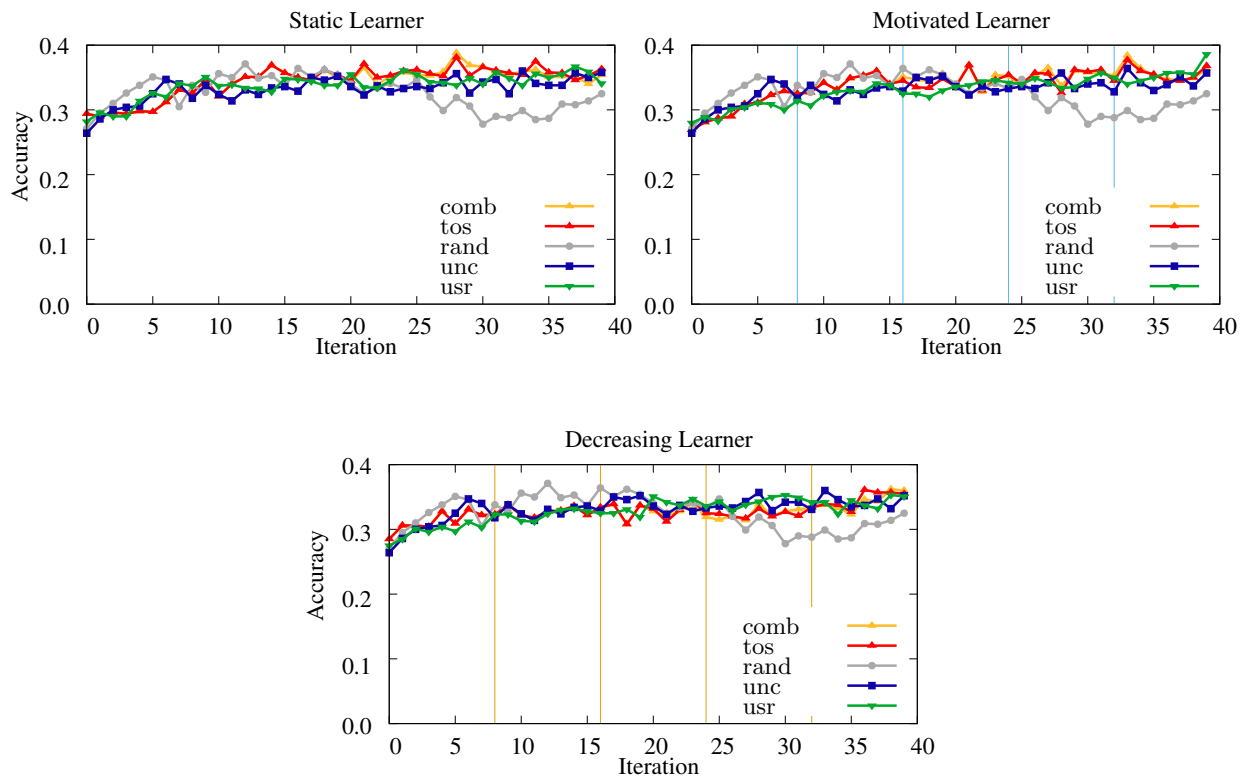 Static Learner
0.4
0.3
0.2
0.1
0.0
Accuracy
comb
tos
rand
unc
usr
0 5 10 15 20 25 30 35 40
Iteration
Motivated Learner
0.4
0.3
0.2
0.1
0.0
comb
tos
rand
unc
usr
0 5 10 15 20 25 30 35 40
Iteration
Decreasing Learner
0.4
0.3
0.2
0.1
0.0
Accuracy
comb
tos
rand
unc
usr
0 5 10 15 20 25 30 35 40
Iteration